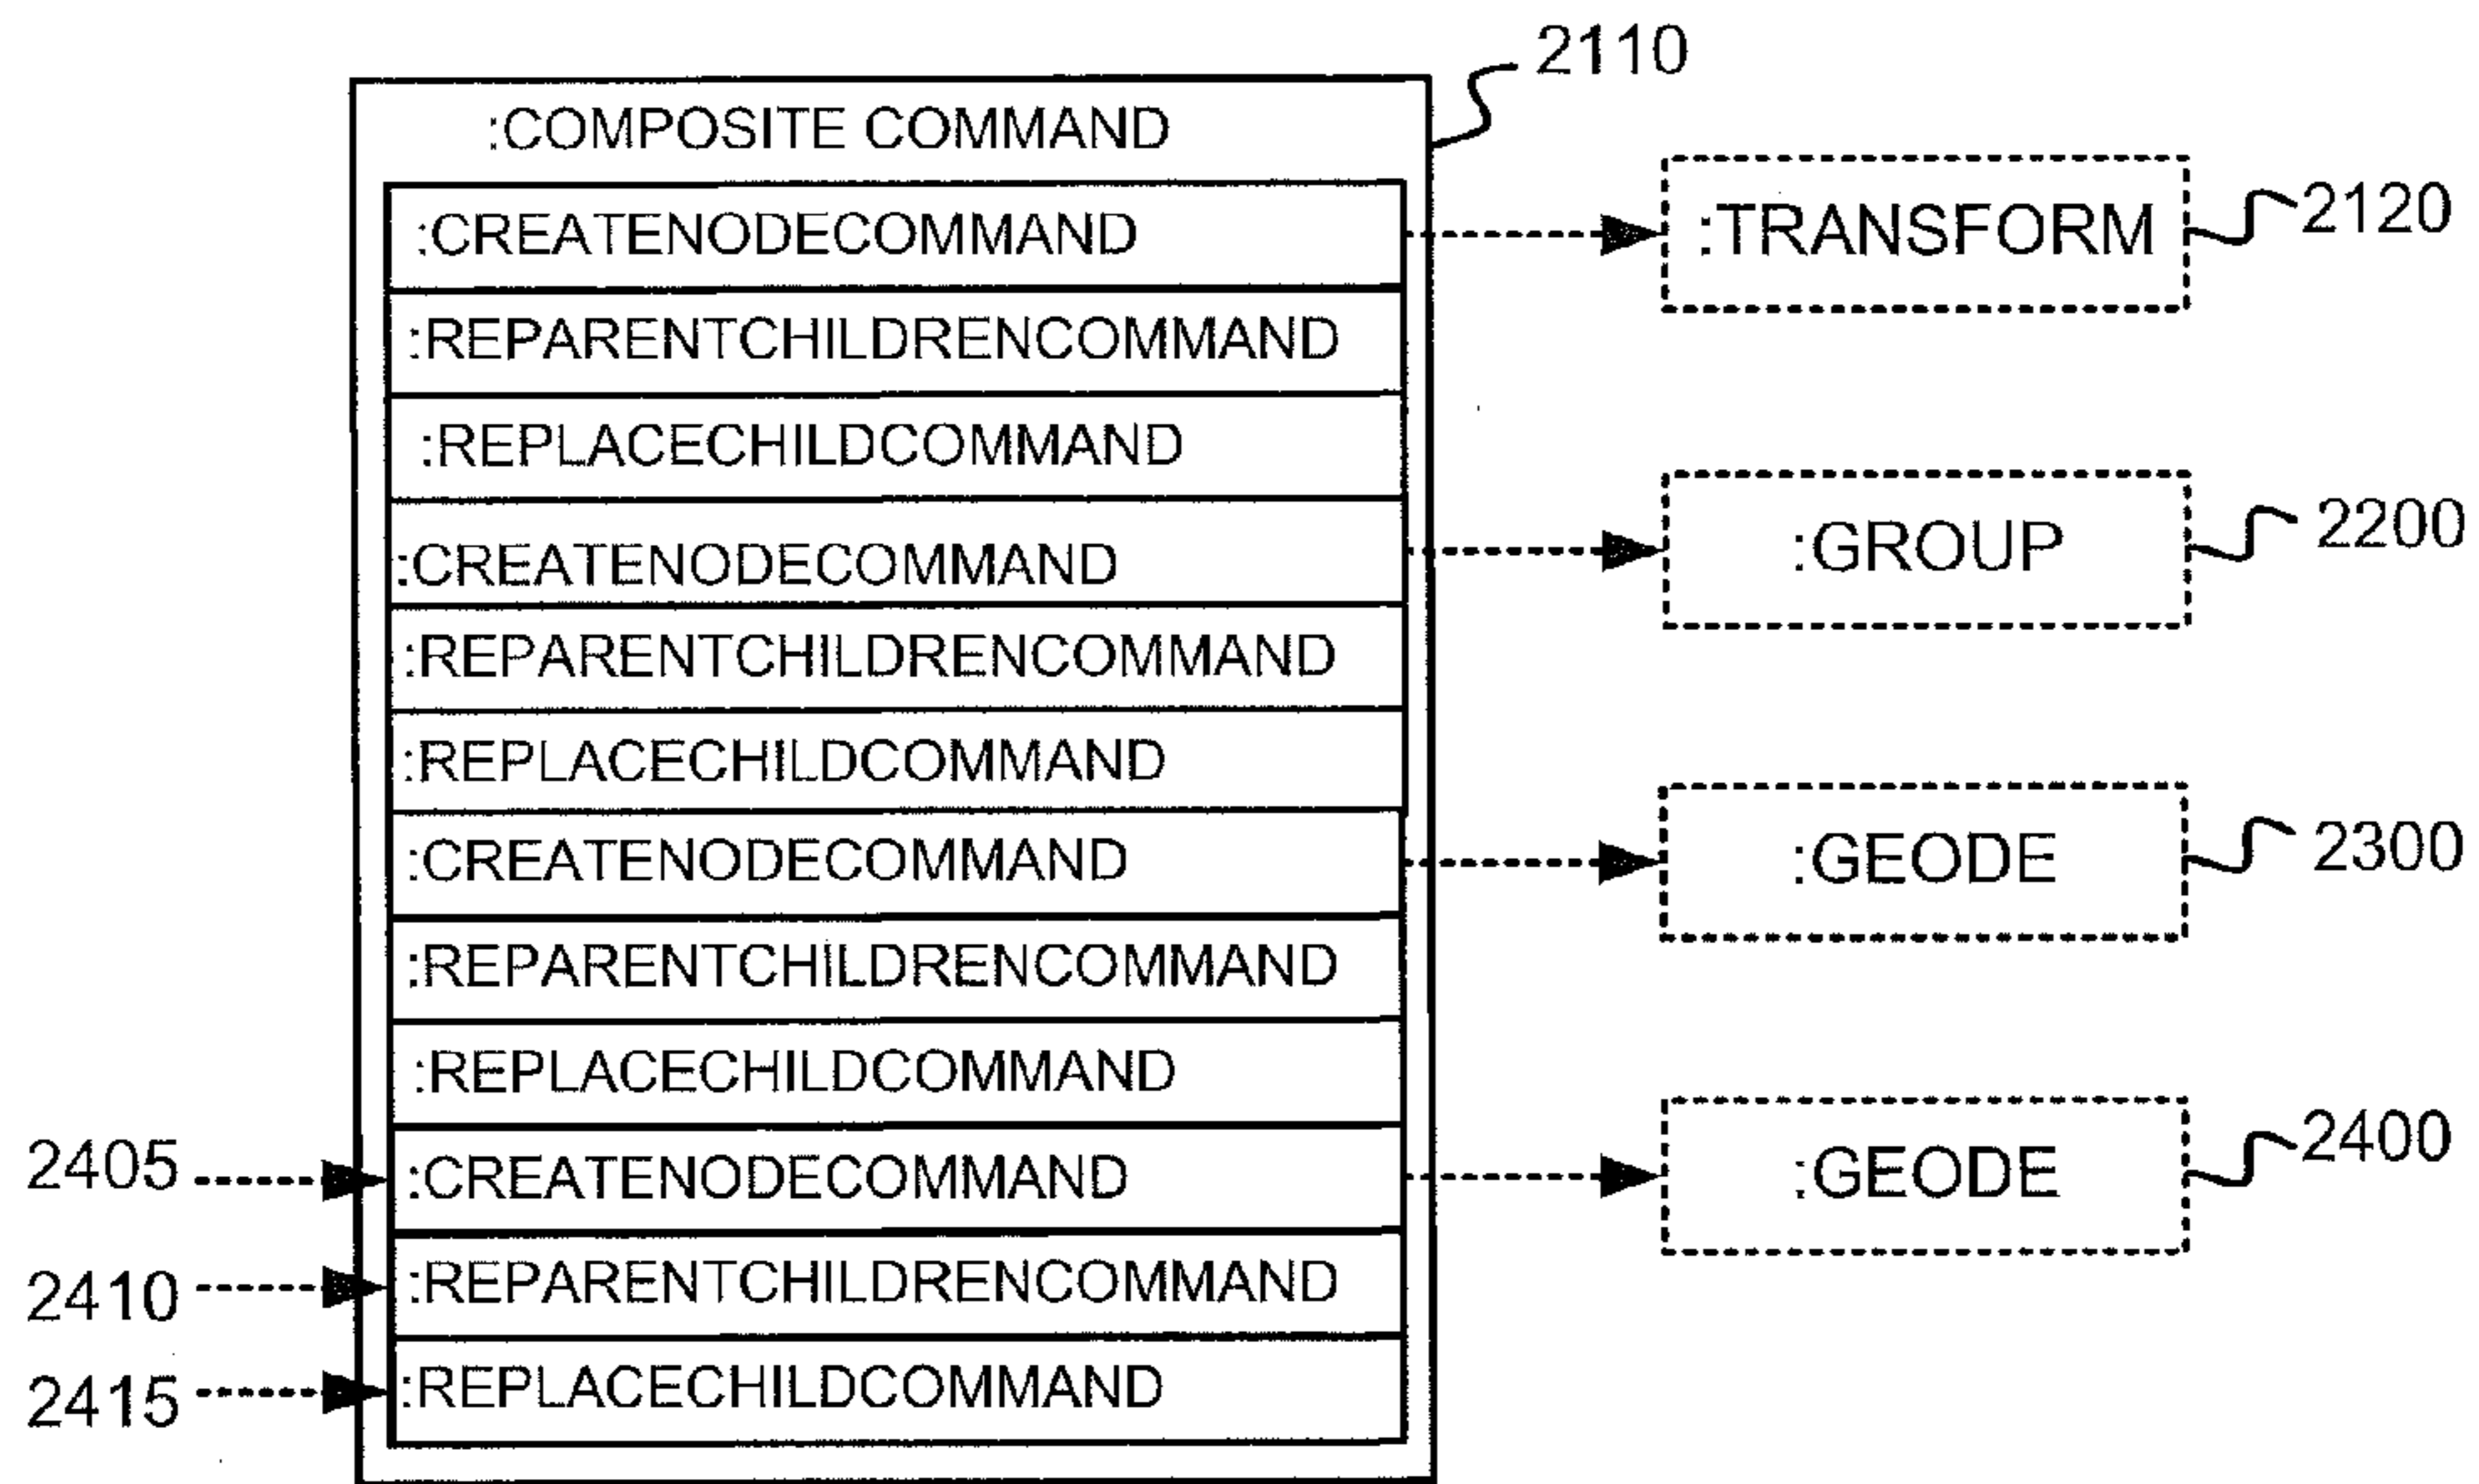 2110
:COMPOSITE COMMAND
:CREATENODECOMMAND
:TRANSFORM
2120
:REPARENTCHILDRENCOMMAND
:REPLACECHILDCOMMAND
:CREATENODECOMMAND
:GROUP
2200
:REPARENTCHILDRENCOMMAND
:REPLACECHILDCOMMAND
:CREATENODECOMMAND
:GEODE
2300
:REPARENTCHILDRENCOMMAND
:REPLACECHILDCOMMAND
2405
:CREATENODECOMMAND
:GEODE
2400
2410
:REPARENTCHILDRENCOMMAND
2415
:REPLACECHILDCOMMAND